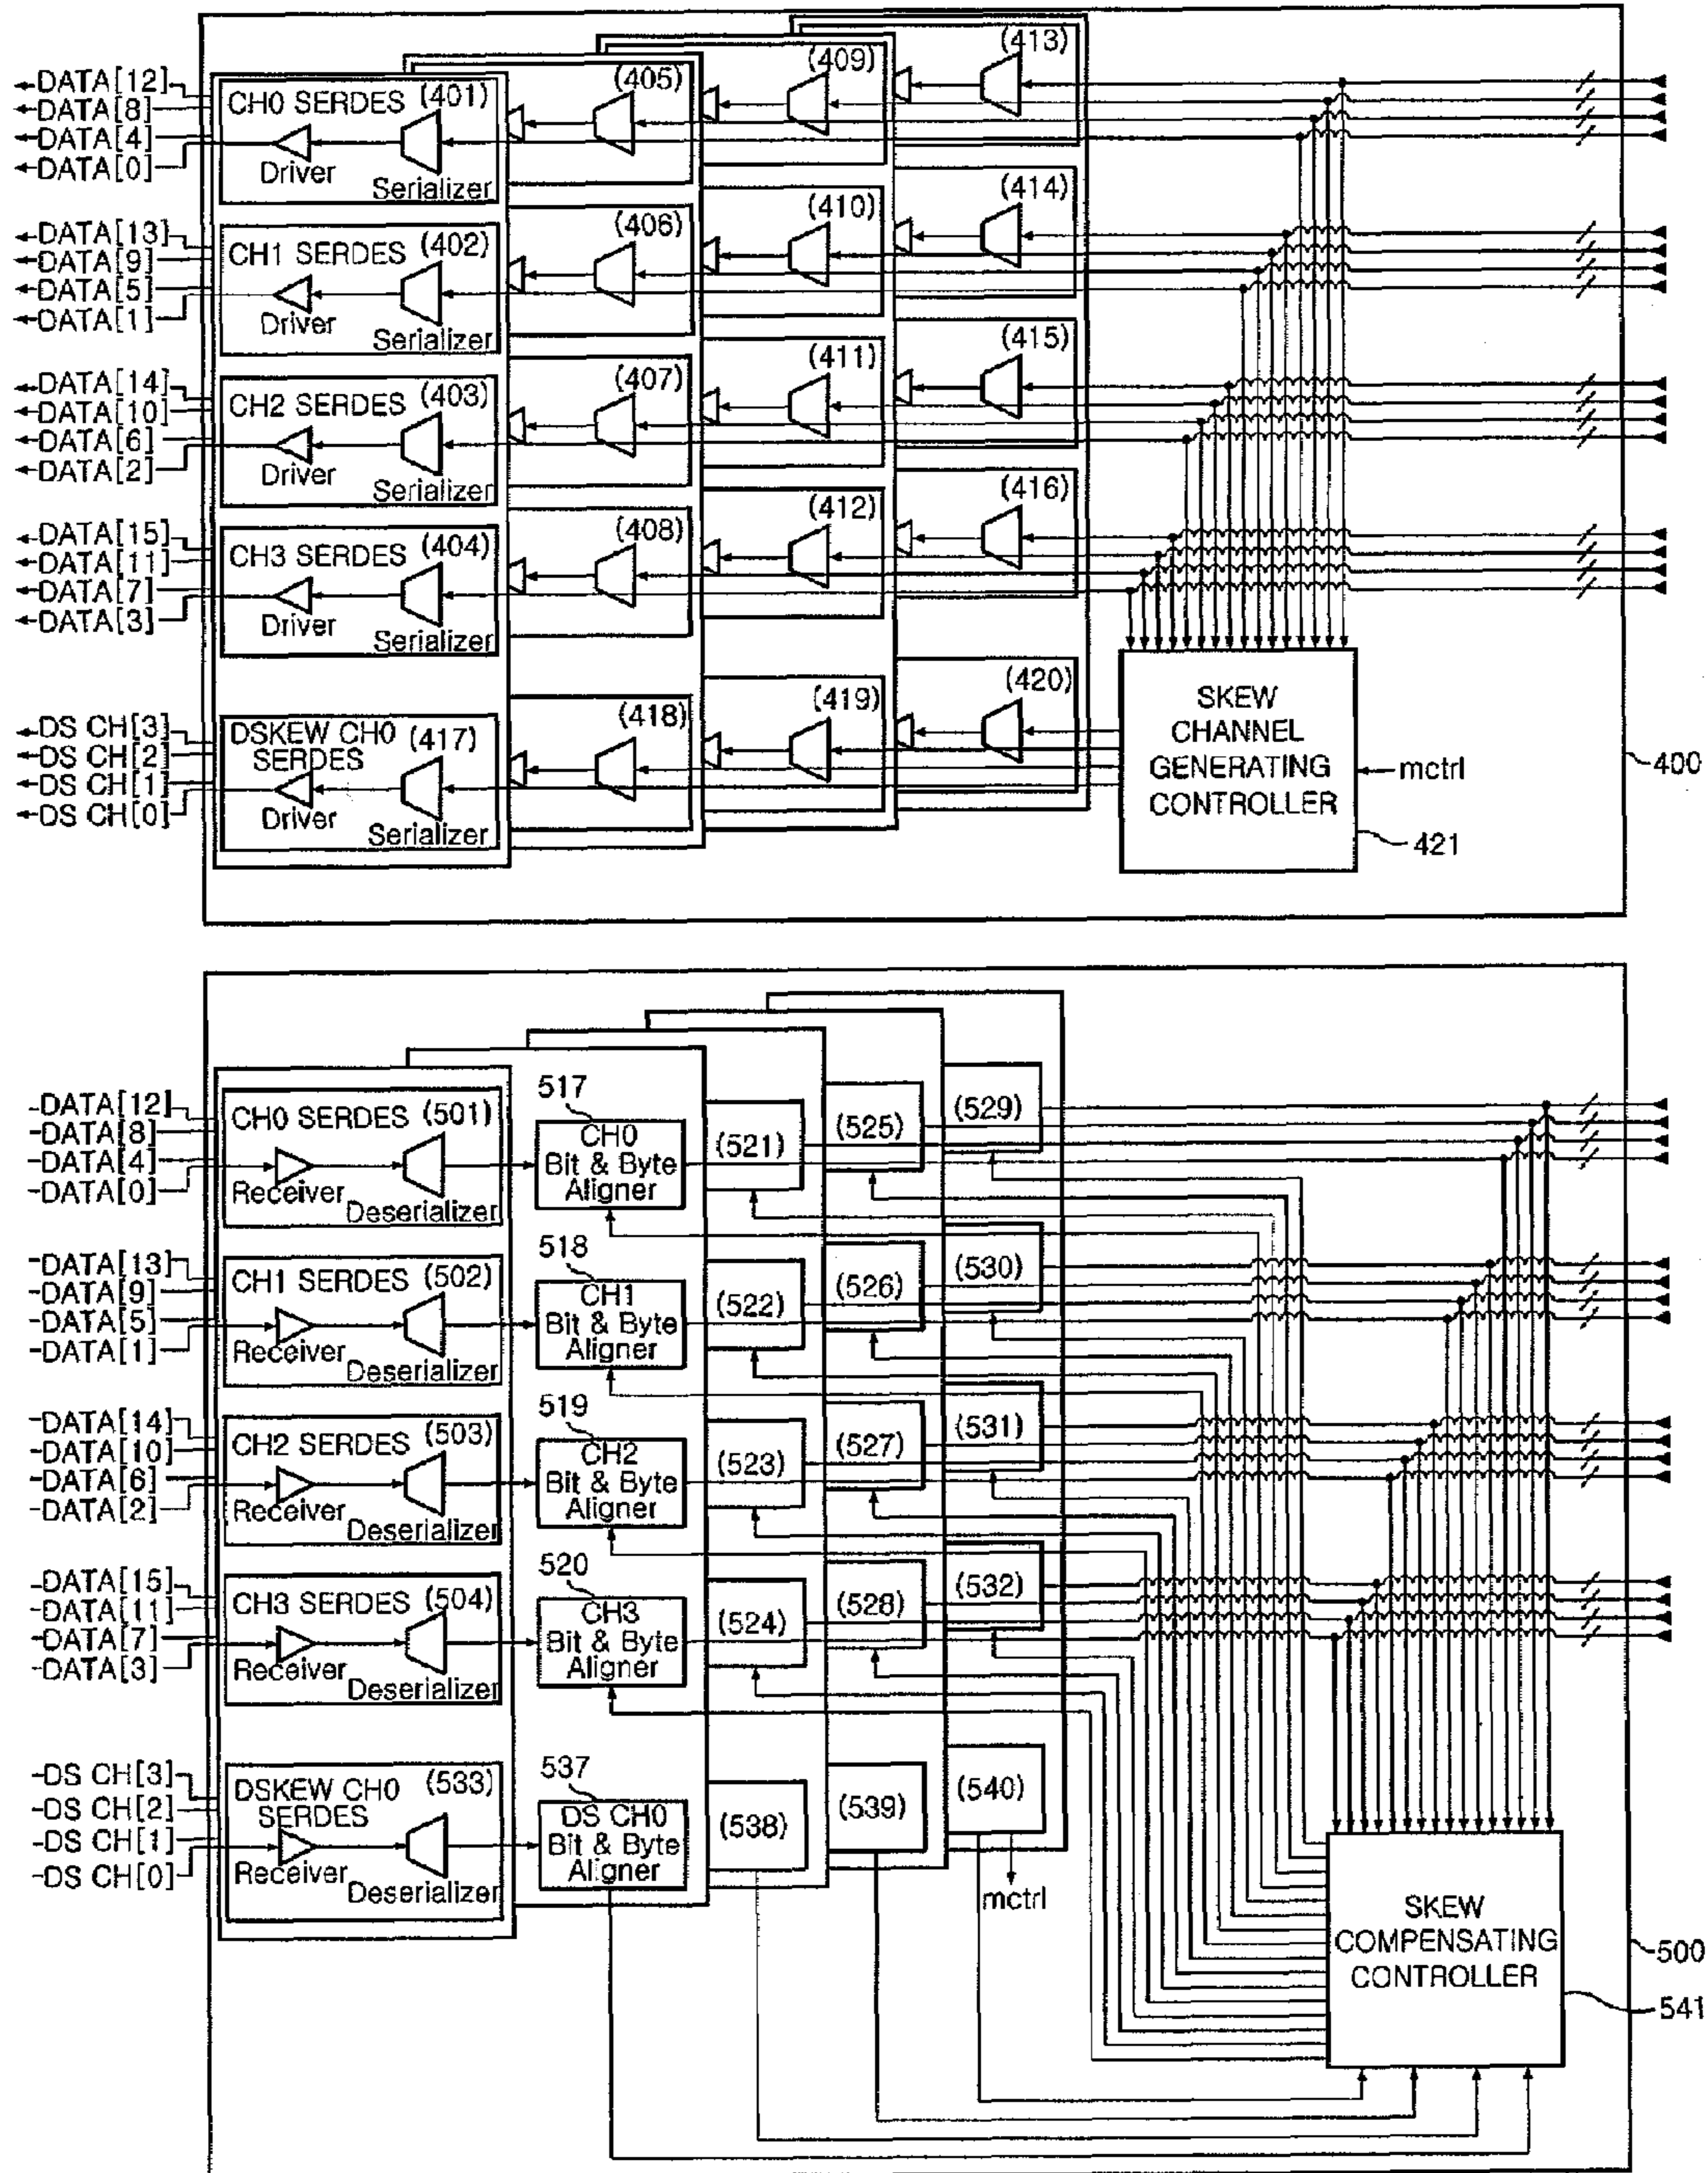 DATA[12]
DATA[8]
DATA[4]
DATA[0]
CH0 SERDES (401)
Driver
Serializer
(405)
(409)
(413)
DATA[13]
DATA[9]
DATA[5]
DATA[1]
CH1 SERDES (402)
Driver
Serializer
(406)
(410)
(414)
DATA[14]
DATA[10]
DATA[6]
DATA[2]
CH2 SERDES (403)
Driver
Serializer
(407)
(411)
(415)
DATA[15]
DATA[11]
DATA[7]
DATA[3]
CH3 SERDES (404)
Driver
Serializer
(408)
(412)
(416)
DS CH[3]
DS CH[2]
DS CH[1]
DS CH[0]
DSKEW CH0
SERDES
(417)
Driver
Serializer
(418)
(419)
(420)
SKEW
CHANNEL
GENERATING
CONTROLLER
mctrl
421
400
DATA[12]
DATA[8]
DATA[4]
DATA[0]
CH0 SERDES (501)
Receiver
Deserializer
517
CH0
Bit & Byte
Aligner
(521)
(525)
(529)
DATA[13]
DATA[9]
DATA[5]
DATA[1]
CH1 SERDES (502)
Receiver
Deserializer
518
CH1
Bit & Byte
Aligner
(522)
(526)
(530)
DATA[14]
DATA[10]
DATA[6]
DATA[2]
CH2 SERDES (503)
Receiver
Deserializer
519
CH2
Bit & Byte
Aligner
(523)
(527)
(531)
DATA[15]
DATA[11]
DATA[7]
DATA[3]
CH3 SERDES (504)
Receiver
Deserializer
520
CH3
Bit & Byte
Aligner
(524)
(528)
(532)
DS CH[3]
DS CH[2]
DS CH[1]
DS CH[0]
DSKEW CH0
SERDES
(533)
Receiver
Deserializer
537
DS CH0
Bit & Byte
Aligner
(538)
(539)
(540)
mctrl
SKEW
COMPENSATING
CONTROLLER
500
541